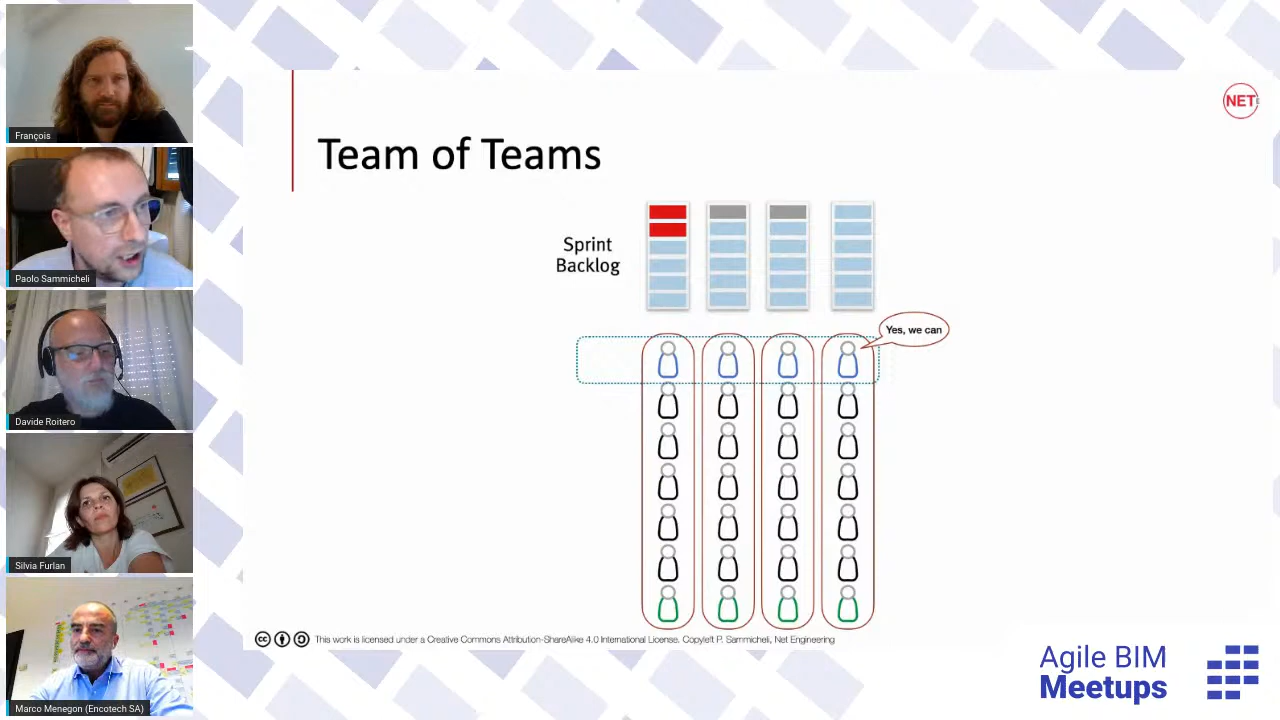 François
Paolo Sammicheli
Davide Roitero
Silvia Furlan
Marco Menegon (Encotech SA)
NET
Team of Teams
Sprint
Backlog
Yes, we can
This work is licensed under a Creative Commons Attribution-ShareAlike 4.0 International License. Copyleft P. Sammicheli, Net Engineering
Agile BIM
Meetups